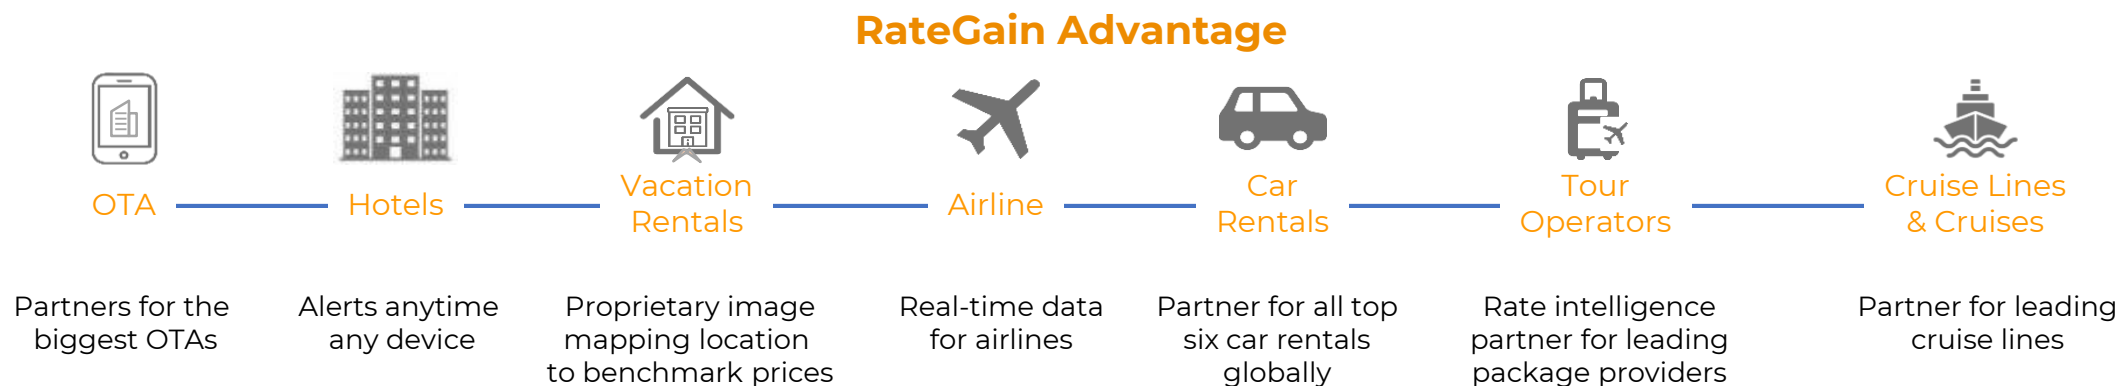 RateGain Advantage
OTA
Hotels
Vacation
Rentals
Airline
Car
Rentals
Tour
Operators
Cruise Lines
& Cruises
Partners for the
biggest OTAs
Alerts anytime
any device
Proprietary image
mapping location
to benchmark prices
Real-time data
for airlines
Partner for all top
six car rentals
globally
Rate intelligence
partner for leading
package providers
Partner for leading
cruise lines